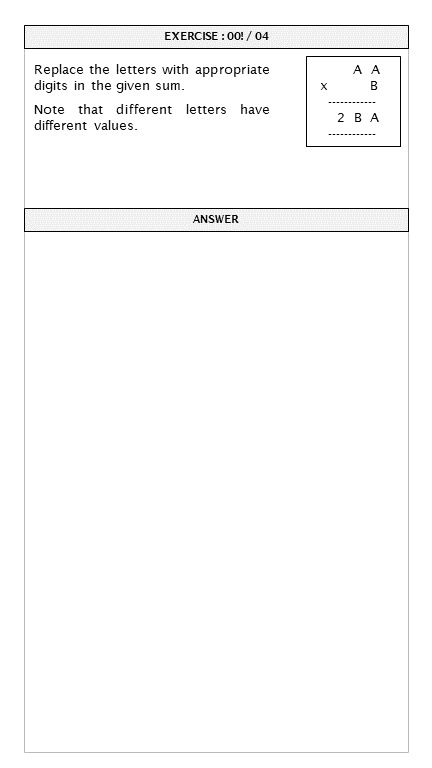 EXERCISE : 00! / 04
Replace the letters with appropriate
digits in the given sum.
Note that different letters have
different values.
A A
x B
------------
2 B A
------------
ANSWER